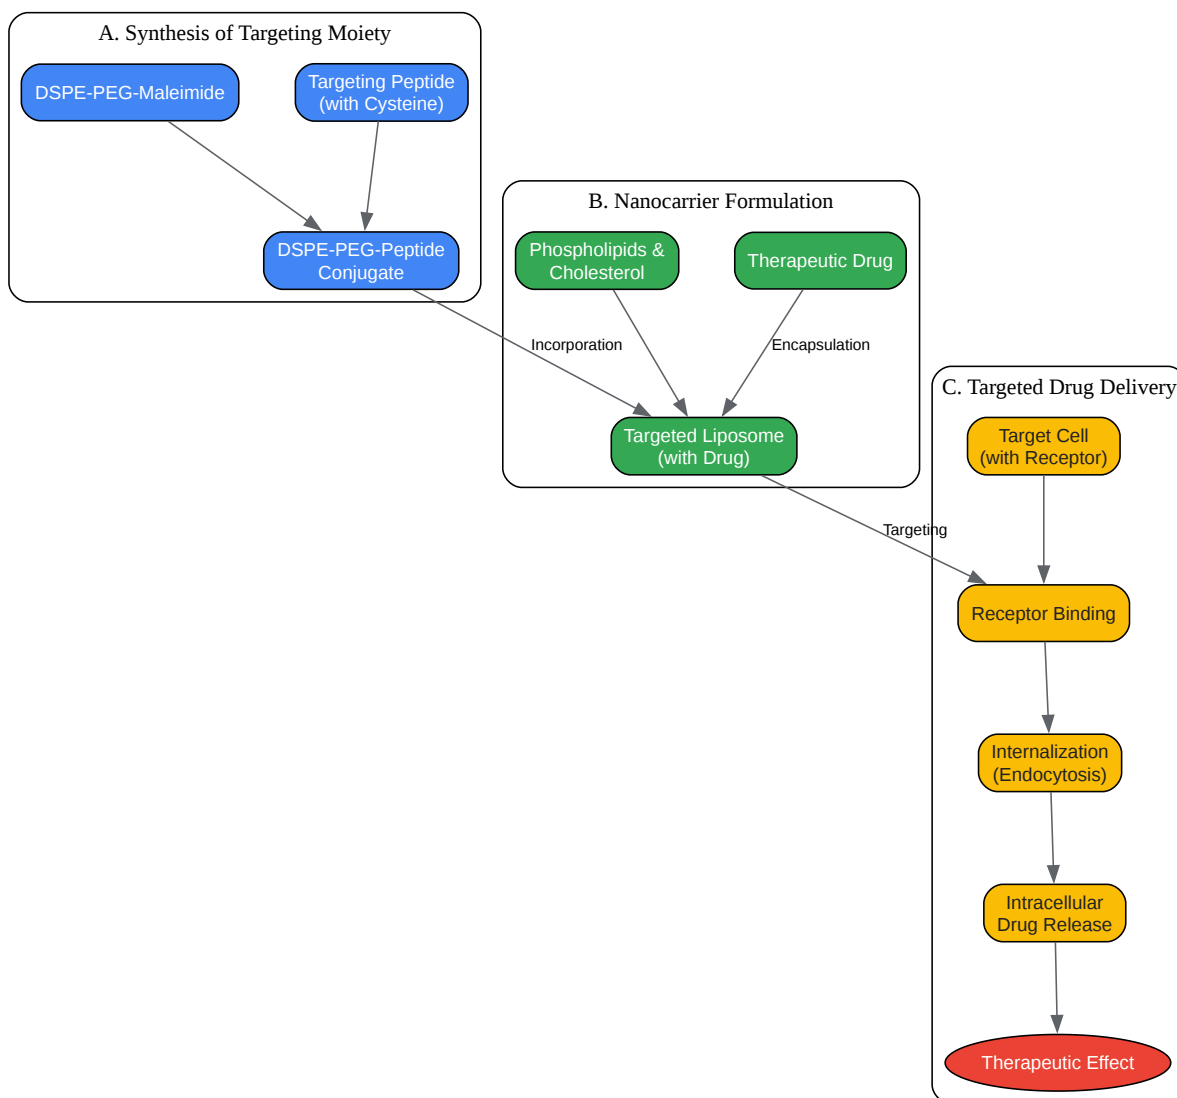 A. Synthesis of Targeting Moiety
DSPE-PEG-Maleimide
Targeting Peptide
(with Cysteine)
DSPE-PEG-Peptide
Conjugate
B. Nanocarrier Formulation
Phospholipids &
Cholesterol
Therapeutic Drug
Incorporation
Encapsulation
Targeted Liposome
(with Drug)
C. Targeted Drug Delivery
Target Cell
(with Receptor)
Targeting
Receptor Binding
Internalization
(Endocytosis)
Intracellular
Drug Release
Therapeutic Effect